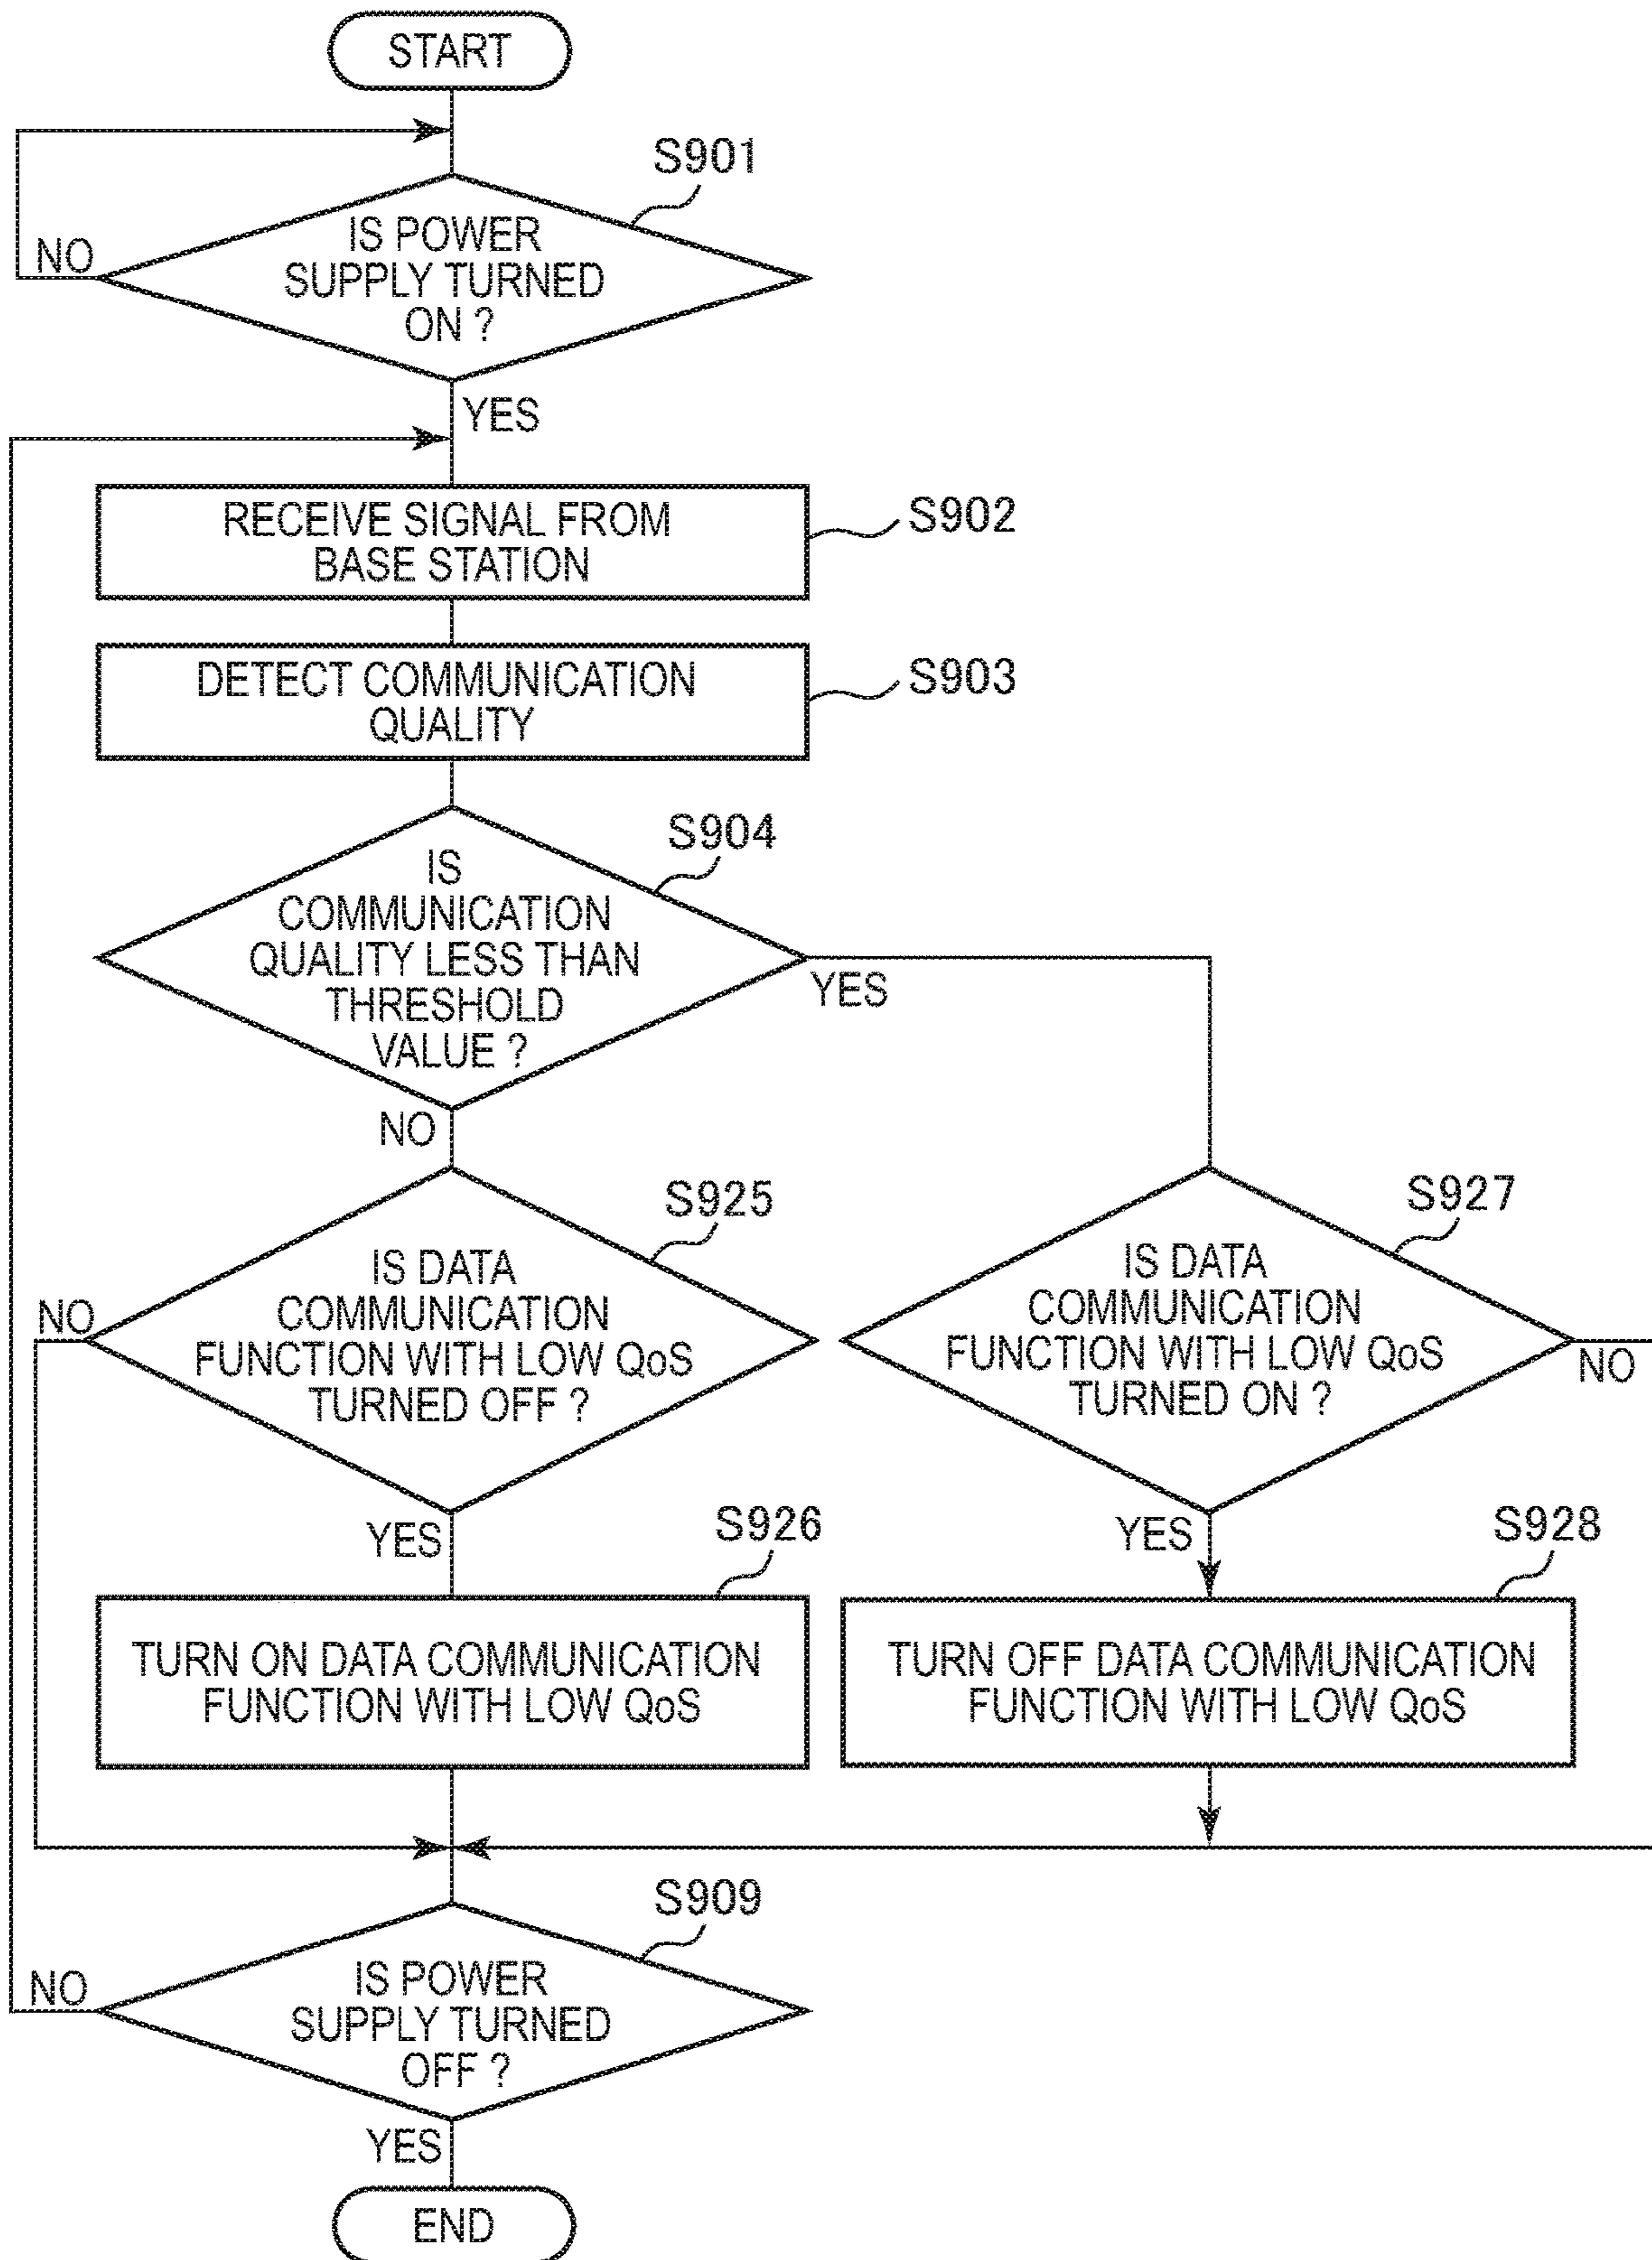 START
S901
IS POWER
SUPPLY TURNED
ON ?
NO
YES
RECEIVE SIGNAL FROM
BASE STATION
S902
DETECT COMMUNICATION
QUALITY
S903
S904
IS
COMMUNICATION
QUALITY LESS THAN
THRESHOLD
VALUE ?
YES
NO
S925
IS DATA
COMMUNICATION
FUNCTION WITH LOW QoS
TURNED OFF ?
NO
YES
S927
IS DATA
COMMUNICATION
FUNCTION WITH LOW QoS
TURNED ON ?
NO
YES
S926
TURN ON DATA COMMUNICATION
FUNCTION WITH LOW QoS
S928
TURN OFF DATA COMMUNICATION
FUNCTION WITH LOW QoS
S909
IS POWER
SUPPLY TURNED
OFF ?
NO
YES
END